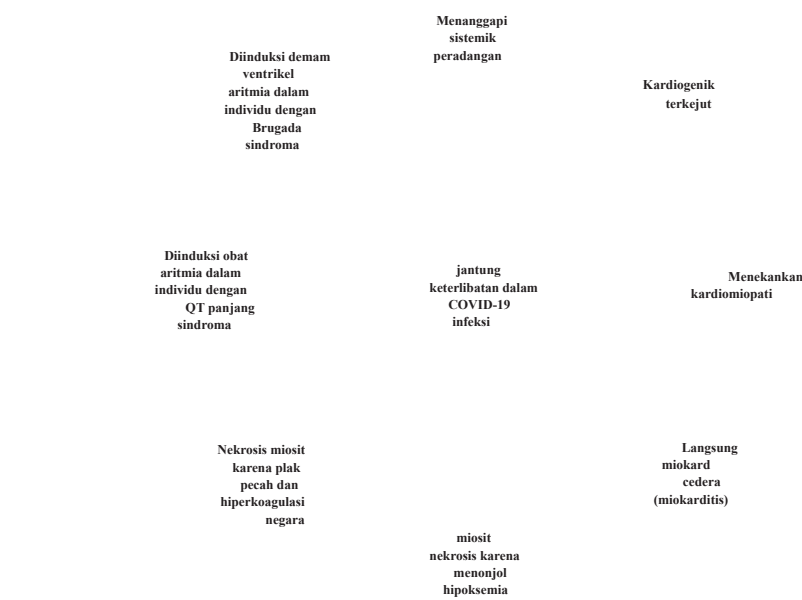 Menanggapi
sistemik
peradangan
Diinduksi demam
ventrikel
aritmia dalam
individu dengan
Brugada
sindroma
Kardiogenik
terkejut
Diinduksi obat
aritmia dalam
individu dengan
QT panjang
sindroma
jantung
keterlibatan dalam
COVID-19
infeksi
Menekankan
kardiomiopati
Nekrosis miosit
karena plak
pecah dan
hiperkoagulasi
negara
Langsung
miokard
cedera
(miokarditis)
miosit
nekrosis karena
menonjol
hipoksemia